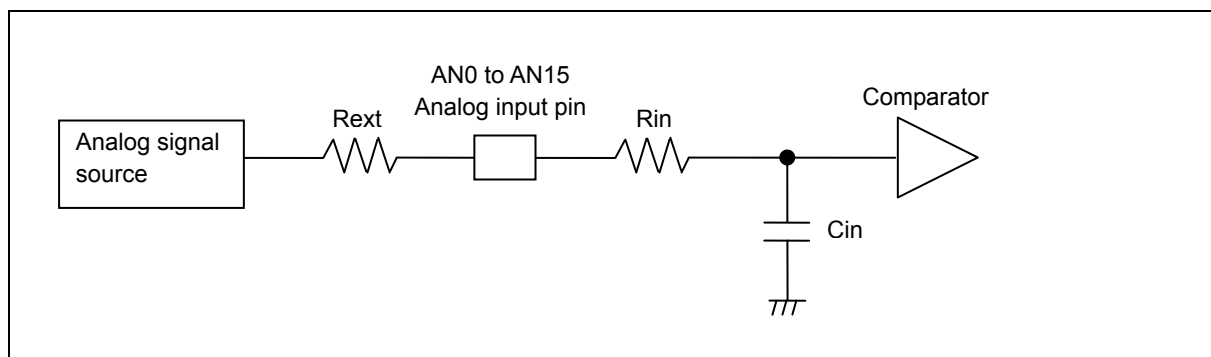 AN0 to AN15
Analog input pin
Comparator
Rext
Rin
Analog signal
source
Cin